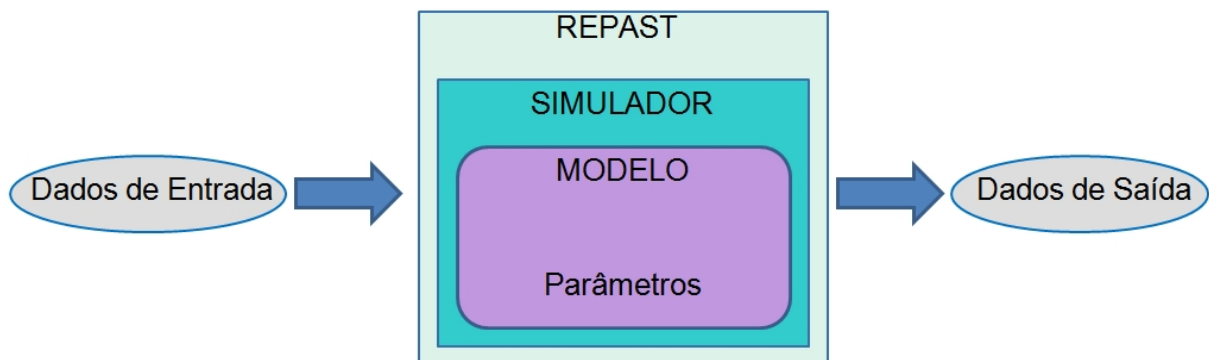 REPAST
SIMULADOR
MODELO
Dados de Entrada
Dados de Saída
Parâmetros